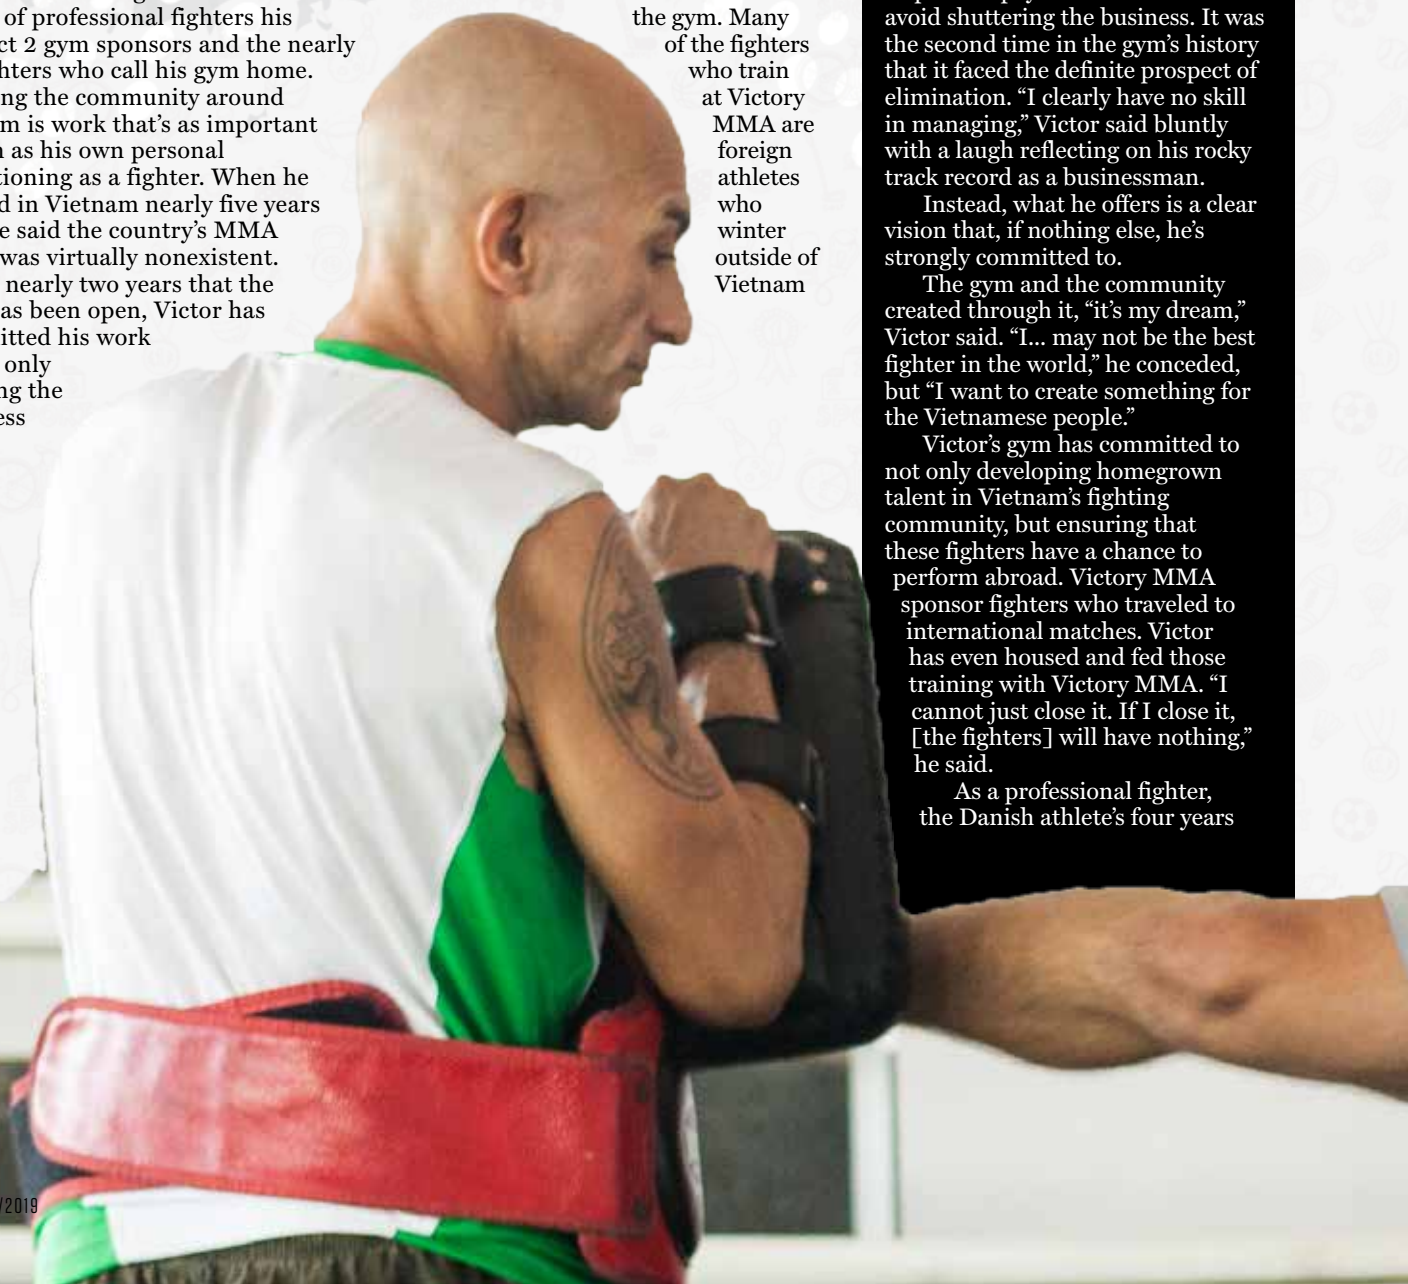 of professional fighters his
ct 2 gym sponsors and the nearly
hters who call his gym home.
ng the community around
m is work that’s as important
as his own personal
tioning as a fighter. When he
d in Vietnam nearly five years
e said the country’s MMA
was virtually nonexistent.
nearly two years that the
as been open, Victor has
itted his work
only
ng the
ess
the gym. Many
of the fighters
who train
at Victory
MMA are
foreign
athletes
who
winter
outside of
Vietnam
avoid shuttering the business. It was
the second time in the gym’s history
that it faced the definite prospect of
elimination. “I clearly have no skill
in managing,” Victor said bluntly
with a laugh reflecting on his rocky
track record as a businessman.
Instead, what he offers is a clear
vision that, if nothing else, he’s
strongly committed to.
The gym and the community
created through it, “it’s my dream,”
Victor said. “I... may not be the best
fighter in the world,” he conceded,
but “I want to create something for
the Vietnamese people.”
Victor’s gym has committed to
not only developing homegrown
talent in Vietnam’s fighting
community, but ensuring that
these fighters have a chance to
perform abroad. Victory MMA
sponsor fighters who traveled to
international matches. Victor
has even housed and fed those
training with Victory MMA. “I
cannot just close it. If I close it,
[the fighters] will have nothing,”
he said.
As a professional fighter,
the Danish athlete’s four years
/2019